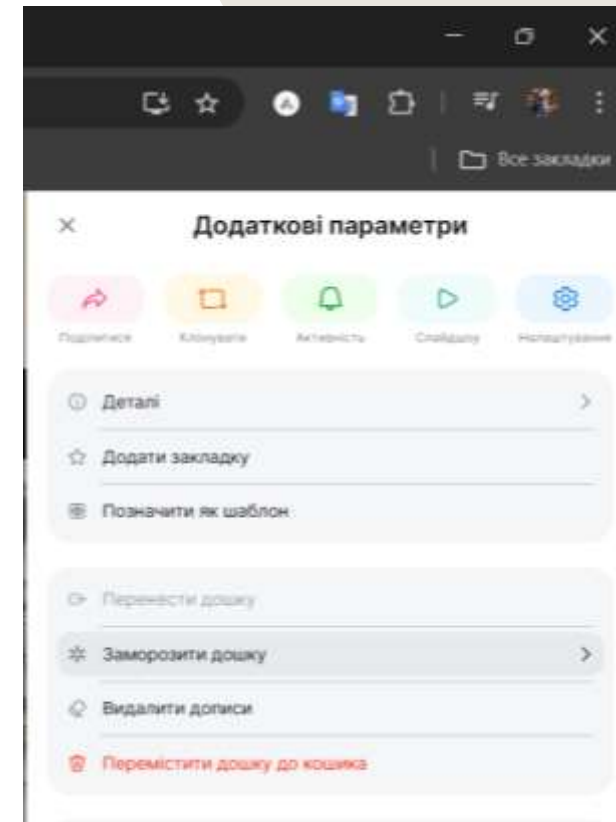 Все закладки
Додаткові параметри
Поділитися Клонувати Активність Слайдшоу Налаштування
Деталі
Додати закладку
Позначити як шаблон
Перенести дошку
Заморозити дошку
Видалити дописи
Перемістити дошку до кошика